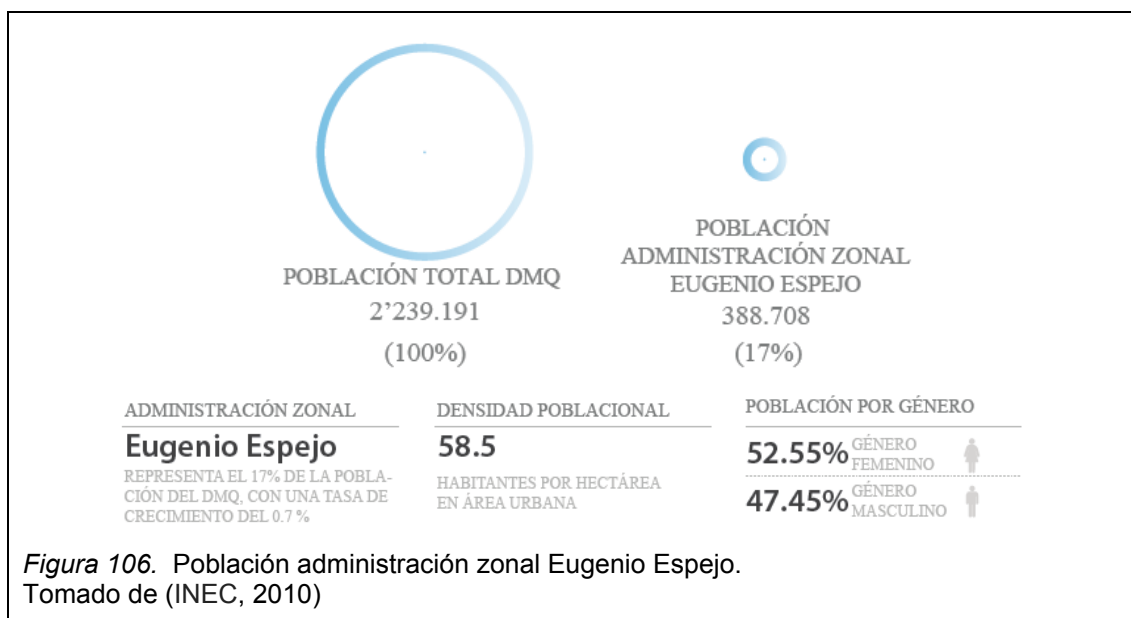 POBLACIÓN TOTAL DMQ
2’239.191
(100%)
POBLACIÓN
ADMINISTRACIÓN ZONAL
EUGENIO ESPEJO
388.708
(17%)
ADMINISTRACIÓN ZONAL
Eugenio Espejo
REPRESENTA EL 17% DE LA POBLA-
CIÓN DEL DMQ, CON UNA TASA DE
CRECIMIENTO DEL 0.7 %
DENSIDAD POBLACIONAL
58.5
HABITANTES POR HECTÁREA
EN ÁREA URBANA
POBLACIÓN POR GÉNERO
52.55% GÉNERO
FEMENINO
47.45% GÉNERO
MASCULINO
Figura 106. Población administración zonal Eugenio Espejo.
Tomado de (INEC, 2010)